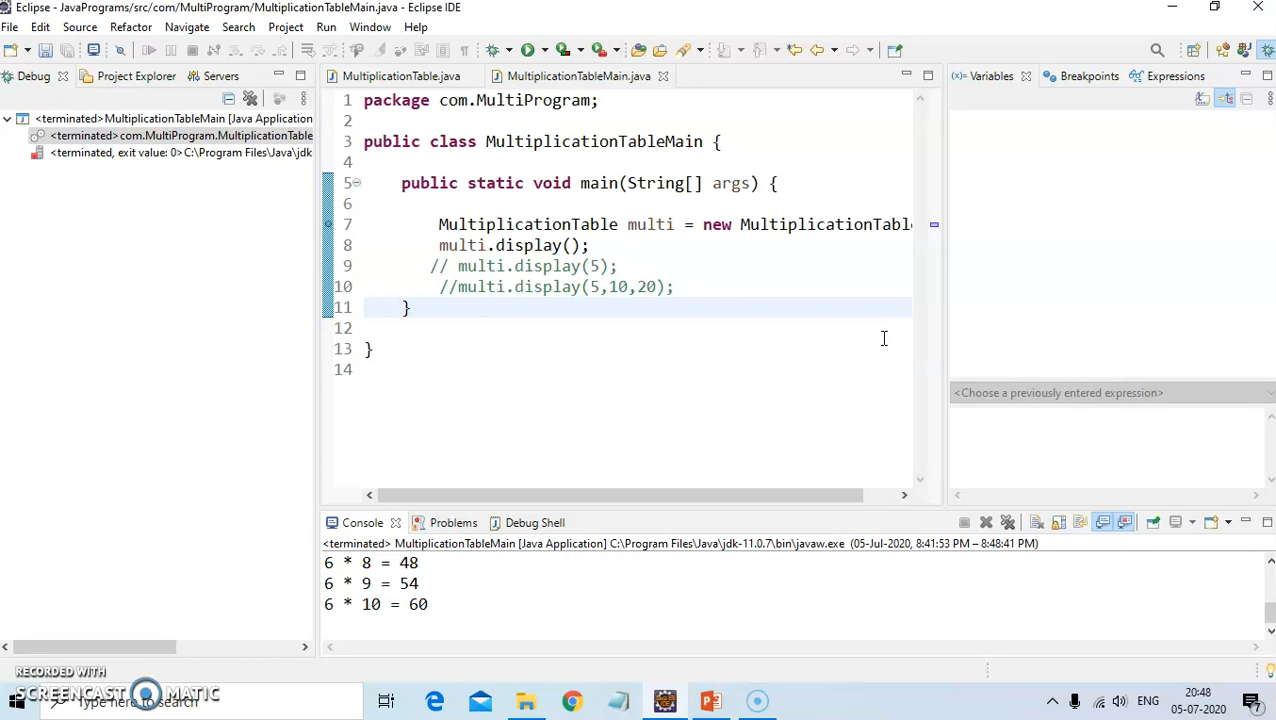 Eclipse - JavaPrograms/src/com/MultiProgram/MultiplicationTableMain.java - Eclipse IDE
File Edit Source Refactor Navigate Search Project Run Window Help
Debug Project Explorer Servers
<terminated> MultiplicationTableMain [Java Application
<terminated> com.MultiProgram.MultiplicationTable
<terminated, exit value: 0> C:\Program Files\Java\jdk
MultiplicationTable.java MultiplicationTableMain.java
1 package com.MultiProgram;
2
3 public class MultiplicationTableMain {
4
5 public static void main(String[] args) {
6
7 MultiplicationTable multi = new MultiplicationTable
8 multi.display();
9 // multi.display(5);
10 //multi.display(5,10,20);
11 }
12
13 }
14
Variables Breakpoints Expressions
<Choose a previously entered expression>
Console Problems Debug Shell
<terminated> MultiplicationTableMain [Java Application] C:\Program Files\Java\jdk-11.0.7\bin\javaw.exe (05-Jul-2020, 8:41:53 PM – 8:48:41 PM)
6 * 8 = 48
6 * 9 = 54
6 * 10 = 60
RECORDED WITH
SCREENCAST MATIC
Type here to search
ENG
20:48
05-07-2020
7